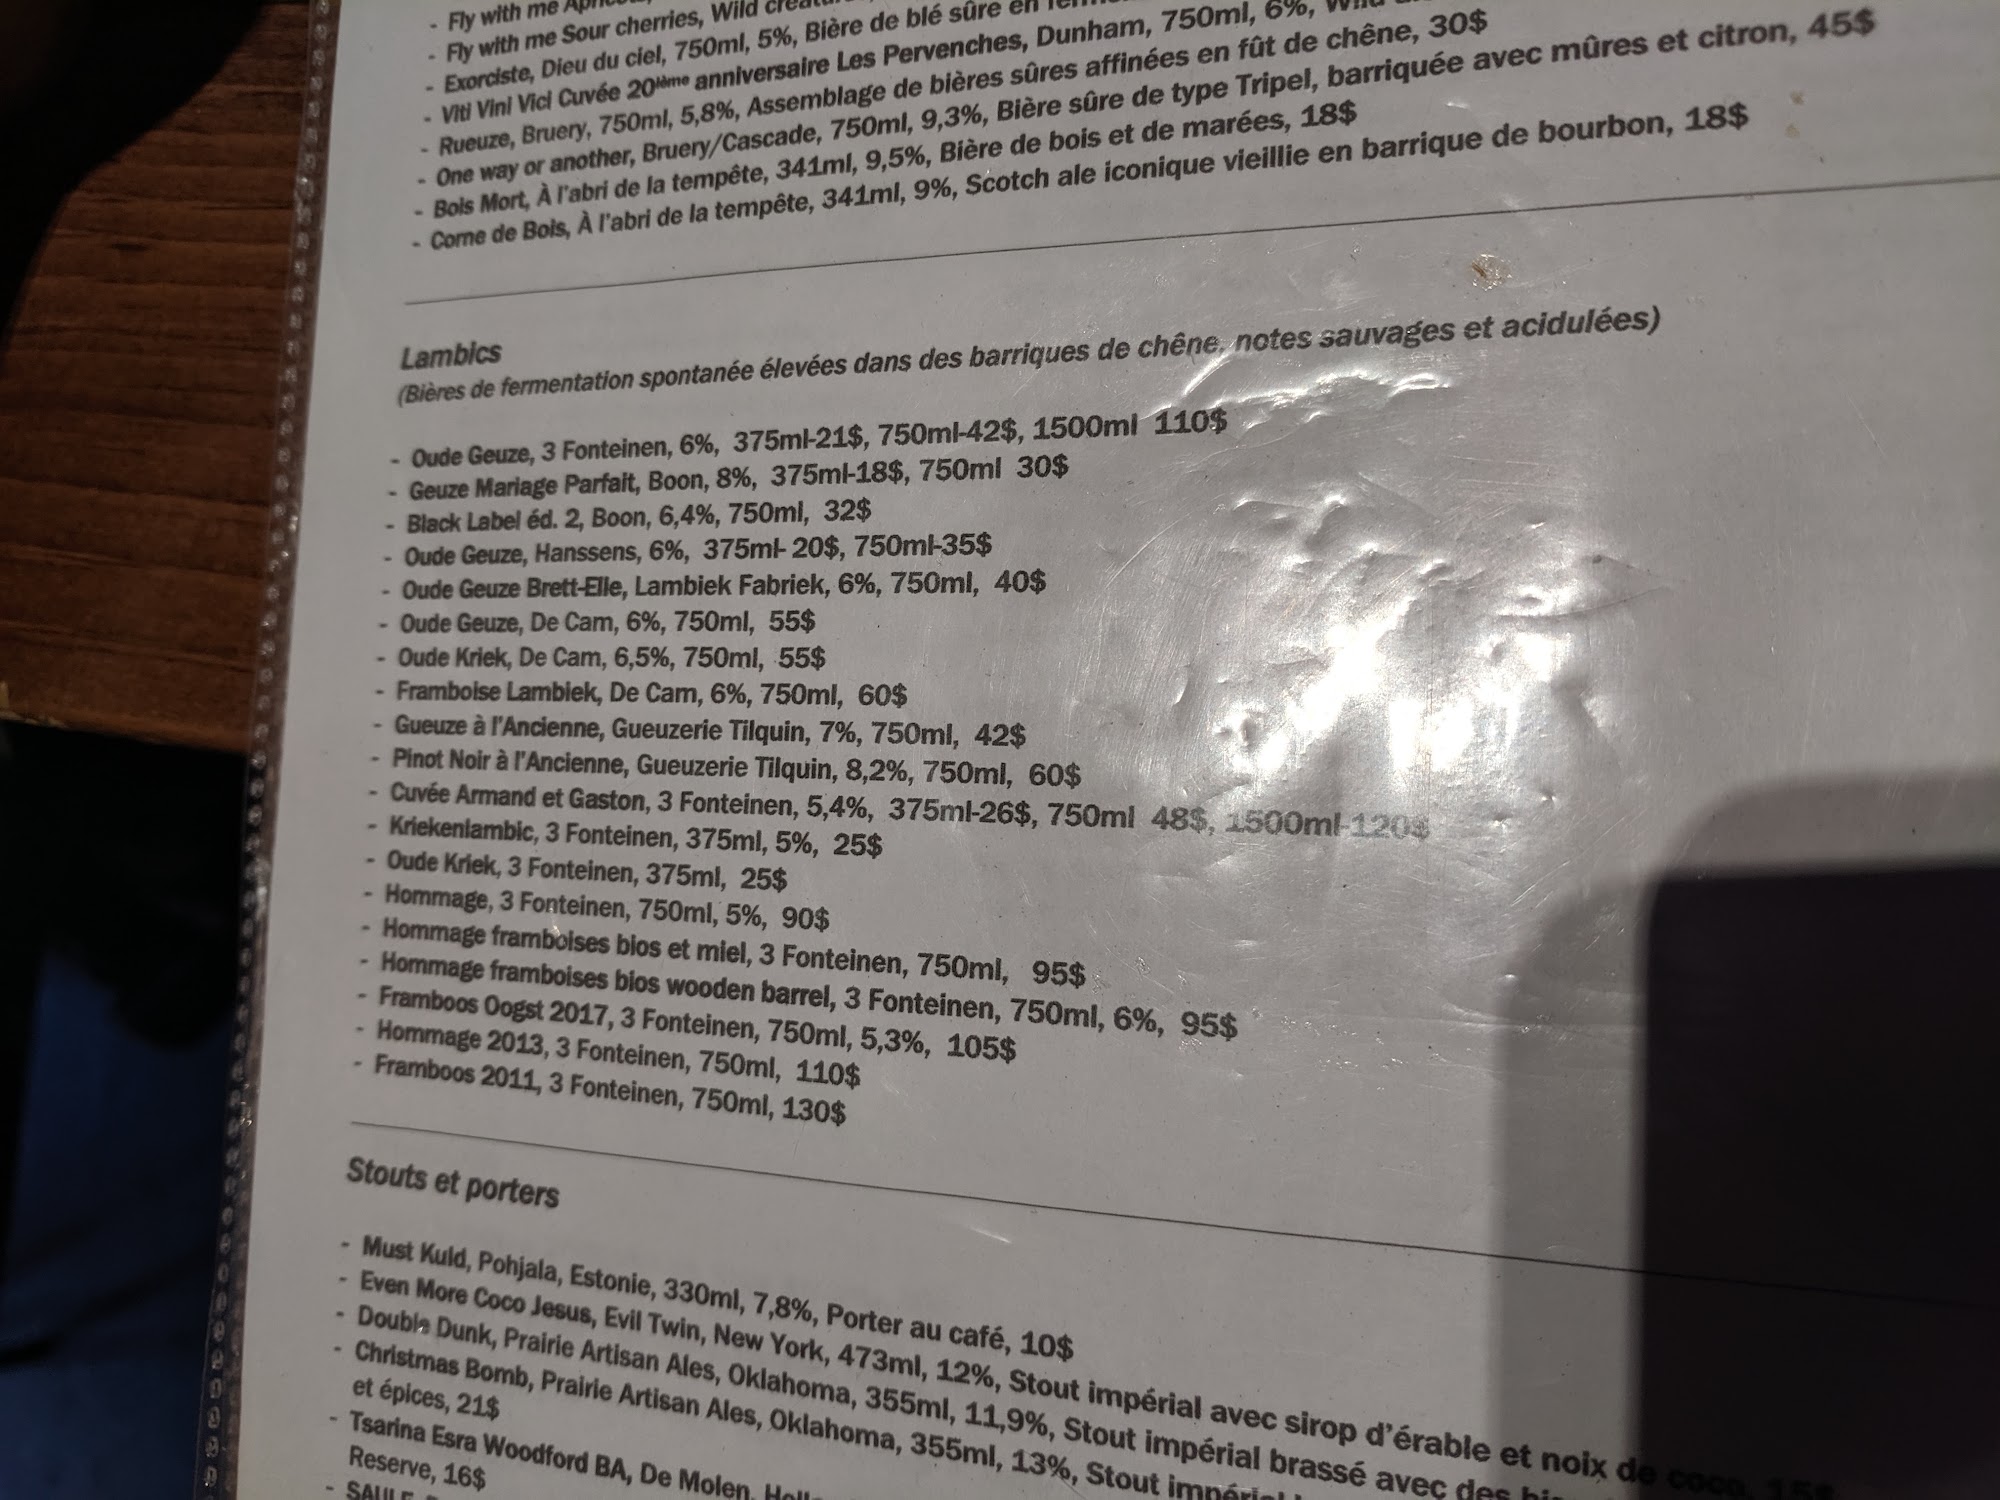 - Fly with me
- Fly with me Sour cherries, Wild
- Exorciste, Dieu du ciel, 750ml, 5%, Bière de blé sûre en
- Viti Vini Vici Cuvée 20ième anniversaire Les Pervenches, Dunham, 750ml, 6%,
- Rueuze, Bruery, 750ml, 5,8%, Assemblage de bières sûres affinées en fût de chêne, 30$
- One way or another, Bruery/Cascade, 750ml, 9,3%, Bière sûre de type Tripel, barriquée avec mûres et citron, 45$
- Bois Mort, À l'abri de la tempête, 341ml, 9,5%, Bière de bois et de marées, 18$
- Corne de Bois, À l'abri de la tempête, 341ml, 9%, Scotch ale iconique vieillie en barrique de bourbon, 18$
Lambics
(Bières de fermentation spontanée élevées dans des barriques de chêne, notes sauvages et acidulées)
- Oude Geuze, 3 Fonteinen, 6%, 375ml-21$, 750ml-42$, 1500ml 110$
- Geuze Mariage Parfait, Boon, 8%, 375ml-18$, 750ml 30$
- Black Label éd. 2, Boon, 6,4%, 750ml, 32$
- Oude Geuze, Hanssens, 6%, 375ml- 20$, 750ml-35$
- Oude Geuze Brett-Elle, Lambiek Fabriek, 6%, 750ml, 40$
- Oude Geuze, De Cam, 6%, 750ml, 55$
- Oude Kriek, De Cam, 6,5%, 750ml, 55$
- Framboise Lambiek, De Cam, 6%, 750ml, 60$
- Gueuze à l'Ancienne, Gueuzerie Tilquin, 7%, 750ml, 42$
- Pinot Noir à l'Ancienne, Gueuzerie Tilquin, 8,2%, 750ml, 60$
- Cuvée Armand et Gaston, 3 Fonteinen, 5,4%, 375ml-26$, 750ml 48$, 1500ml-120$
- Kriekenlambic, 3 Fonteinen, 375ml, 5%, 25$
- Oude Kriek, 3 Fonteinen, 375ml, 25$
- Hommage, 3 Fonteinen, 750ml, 5%, 90$
- Hommage framboises bios et miel, 3 Fonteinen, 750ml, 95$
- Hommage framboises bios wooden barrel, 3 Fonteinen, 750ml, 6%, 95$
- Framboos Oogst 2017, 3 Fonteinen, 750ml, 5,3%, 105$
- Hommage 2013, 3 Fonteinen, 750ml, 110$
- Framboos 2011, 3 Fonteinen, 750ml, 130$
Stouts et porters
- Must Kuld, Pohjala, Estonie, 330ml, 7,8%, Porter au café, 10$
- Even More Coco Jesus, Evil Twin, New York, 473ml, 12%, Stout impérial avec sirop d'érable et noix de coco, 15$
- Double Dunk, Prairie Artisan Ales, Oklahoma, 355ml, 11,9%, Stout impérial brassé avec des
- Christmas Bomb, Prairie Artisan Ales, Oklahoma, 355ml, 13%, Stout
et épices, 21$
- Tsarina Esra Woodford BA, De Molen,
Reserve, 16$